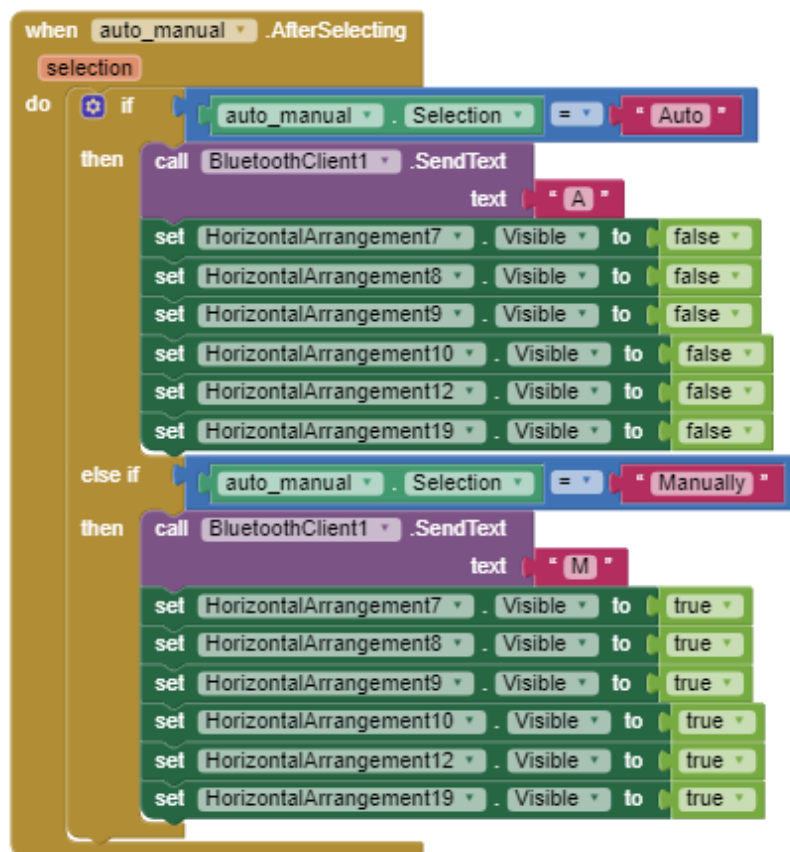 when auto_manual .AfterSelecting
selection
do if auto_manual . Selection = " Auto "
then call BluetoothClient1 .SendText
text " A "
set HorizontalArrangement7 . Visible to false
set HorizontalArrangement8 . Visible to false
set HorizontalArrangement9 . Visible to false
set HorizontalArrangement10 . Visible to false
set HorizontalArrangement12 . Visible to false
set HorizontalArrangement19 . Visible to false
else if auto_manual . Selection = " Manually "
then call BluetoothClient1 .SendText
text " M "
set HorizontalArrangement7 . Visible to true
set HorizontalArrangement8 . Visible to true
set HorizontalArrangement9 . Visible to true
set HorizontalArrangement10 . Visible to true
set HorizontalArrangement12 . Visible to true
set HorizontalArrangement19 . Visible to true